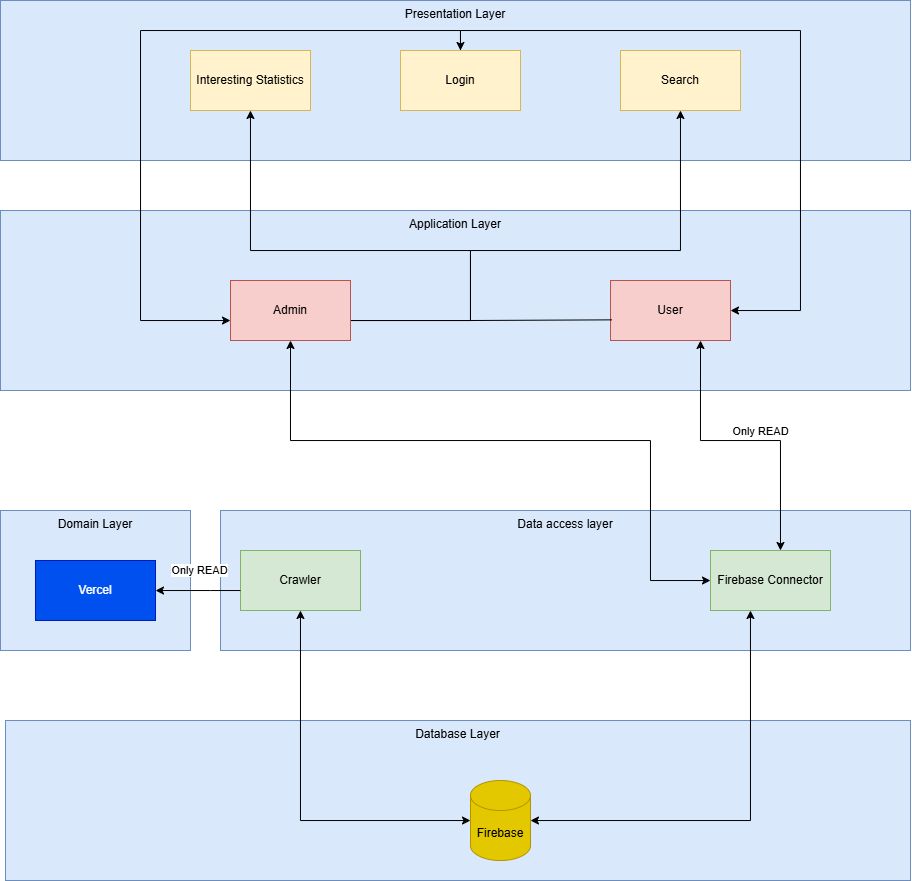 Presentation Layer
Interesting Statistics
Login
Search
Application Layer
Admin
User
Only READ
Domain Layer
Data access layer
Vercel
Only READ
Crawler
Firebase Connector
Database Layer
Firebase